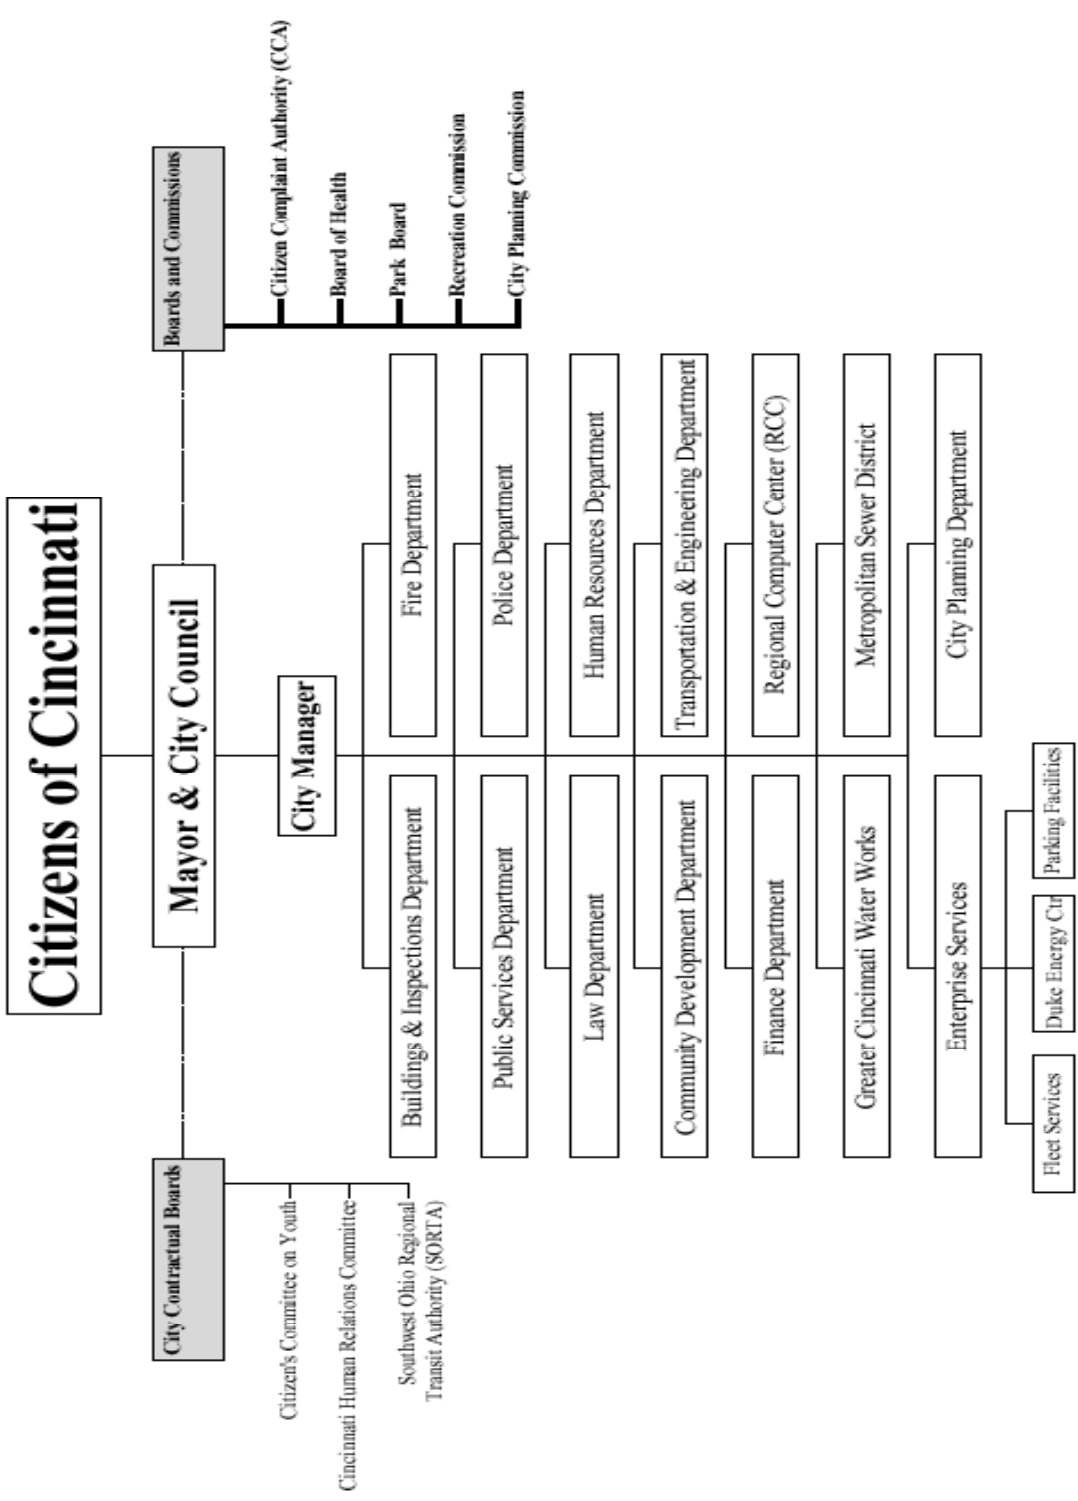 Citizens of Cincinnati
City Contractual Boards
Mayor & City Council
Boards and Commissions
City Manager
Citizen's Committee on Youth
Cincinnati Human Relations Committee
Southwest Ohio Regional
Transit Authority (SORTA)
Citizen Complaint Authority (CCA)
Board of Health
Park Board
Recreation Commission
City Planning Commission
Buildings & Inspections Department
Fire Department
Public Services Department
Police Department
Law Department
Human Resources Department
Community Development Department
Transportation & Engineering Department
Finance Department
Regional Computer Center (RCC)
Greater Cincinnati Water Works
Metropolitan Sewer District
Enterprise Services
City Planning Department
Fleet Services
Duke Energy Ctr
Parking Facilities